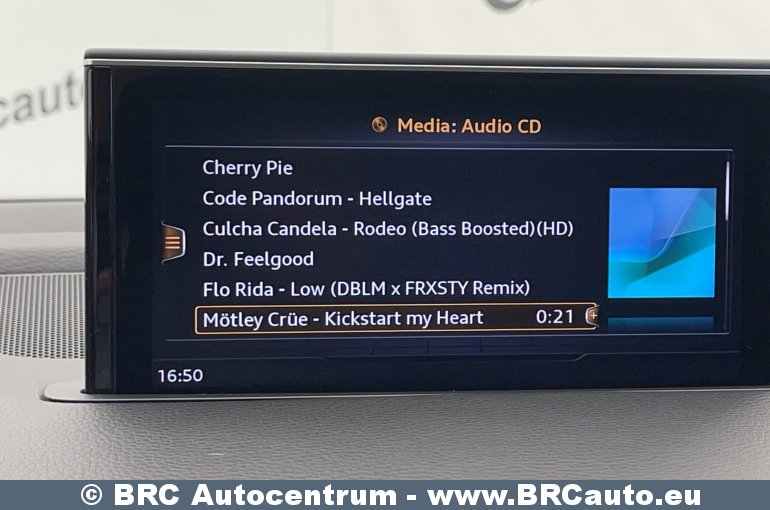 cauto
Media: Audio CD
Cherry Pie
Code Pandorum - Hellgate
Culcha Candela - Rodeo (Bass Boosted)(HD)
Dr. Feelgood
Flo Rida - Low (DBLM x FRXSTY Remix)
Mötley Crüe - Kickstart my Heart 0:21
16:50
© BRC Autocentrum - www.BRCauto.eu